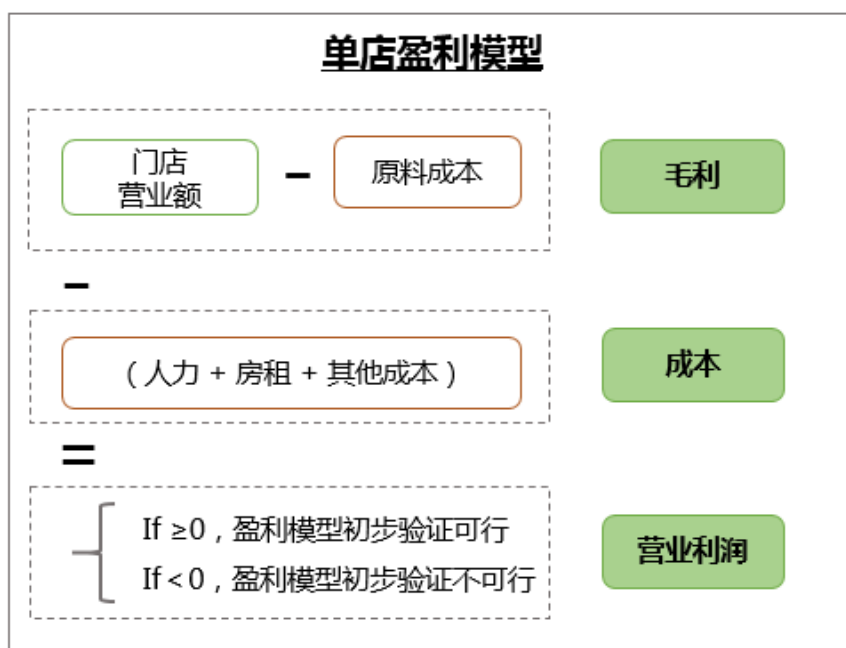 单店盈利模型
门店
营业额
－
原料成本
毛利
－
（人力 + 房租 + 其他成本）
成本
＝
If ≥0，盈利模型初步验证可行
If＜0，盈利模型初步验证不可行
营业利润